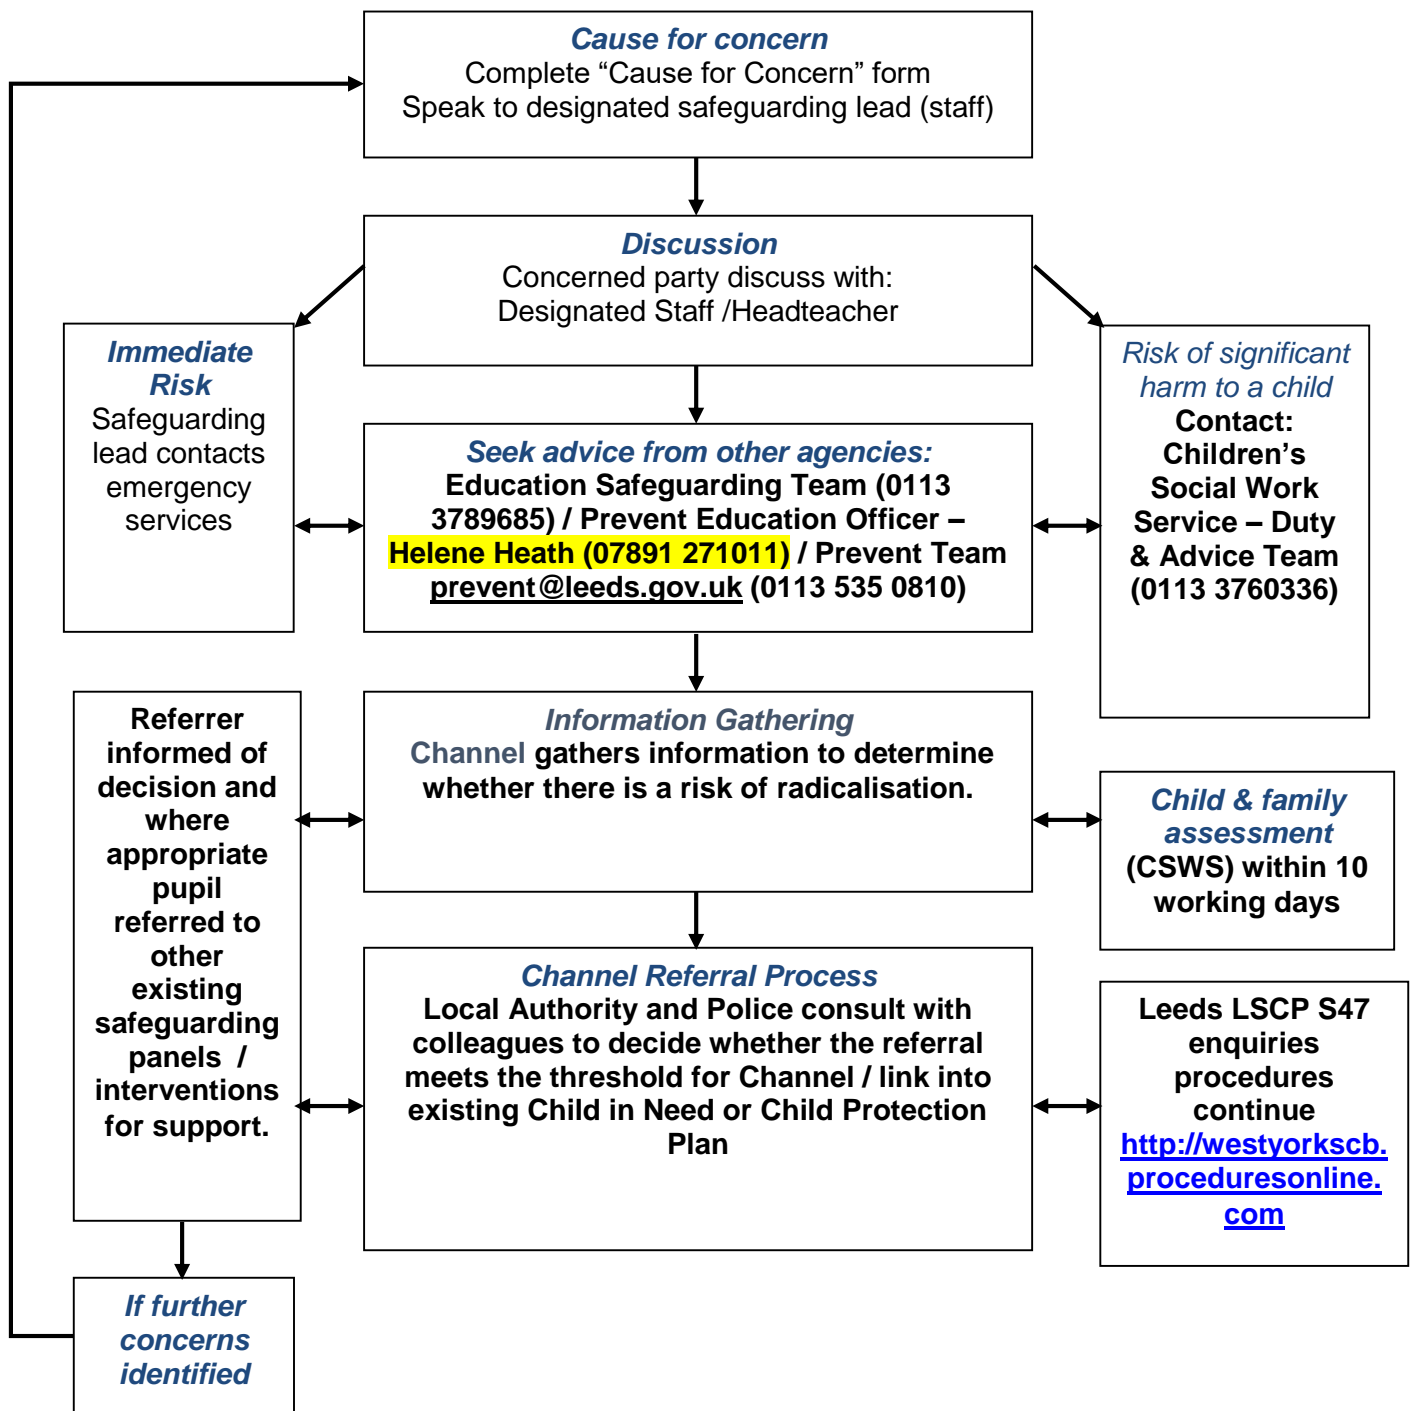 Cause for concern
Complete “Cause for Concern” form
Speak to designated safeguarding lead (staff)
Discussion
Concerned party discuss with:
Designated Staff /Headteacher
Immediate
Risk
Safeguarding
lead contacts
emergency
services
Seek advice from other agencies:
Education Safeguarding Team (0113
3789685) / Prevent Education Officer –
Helene Heath (07891 271011) / Prevent Team
prevent@leeds.gov.uk (0113 535 0810)
Risk of significant
harm to a child
Contact:
Children’s
Social Work
Service – Duty
& Advice Team
(0113 3760336)
Referrer
informed of
decision and
where
appropriate
pupil
referred to
other
existing
safeguarding
panels /
interventions
for support.
Information Gathering
Channel gathers information to determine
whether there is a risk of radicalisation.
Child & family
assessment
(CSWS) within 10
working days
Channel Referral Process
Local Authority and Police consult with
colleagues to decide whether the referral
meets the threshold for Channel / link into
existing Child in Need or Child Protection
Plan
Leeds LSCP S47
enquiries
procedures
continue
http://westyorkscb.
proceduresonline.
com
If further
concerns
identified